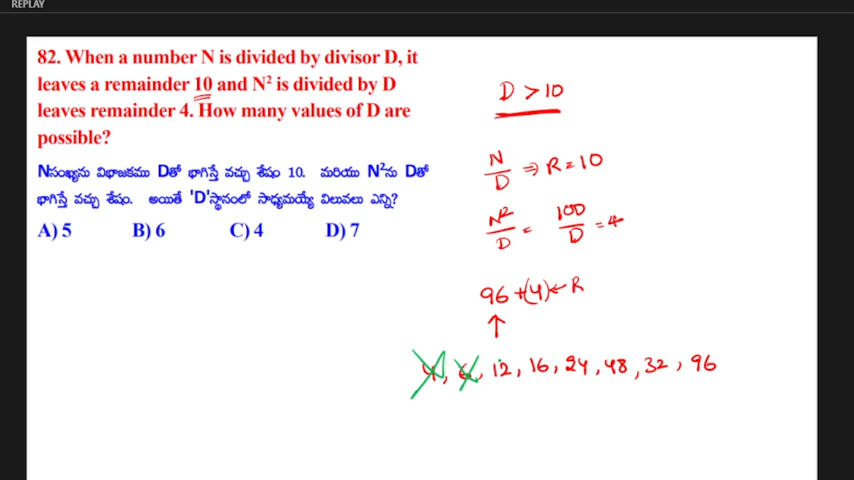 REPLAY
82. When a number N is divided by divisor D, it
leaves a remainder 10 and N² is divided by D
leaves remainder 4. How many values of D are
possible?
Nసంఖ్యను విభాజకము Dతో భాగిస్తే వచ్చు శేషం 10. మరియు N²ను Dతో
భాగిస్తే వచ్చు శేషం. అయితే 'D'స్థానంలో సాధ్యమయ్యే విలువలు ఎన్ని?
A) 5 B) 6 C) 4 D) 7
D > 10
N/D ⇒ R = 10
N²/D = 100/D = 4
96 + (4) ← R
↑
4, 6, 12, 16, 24, 48, 32, 96